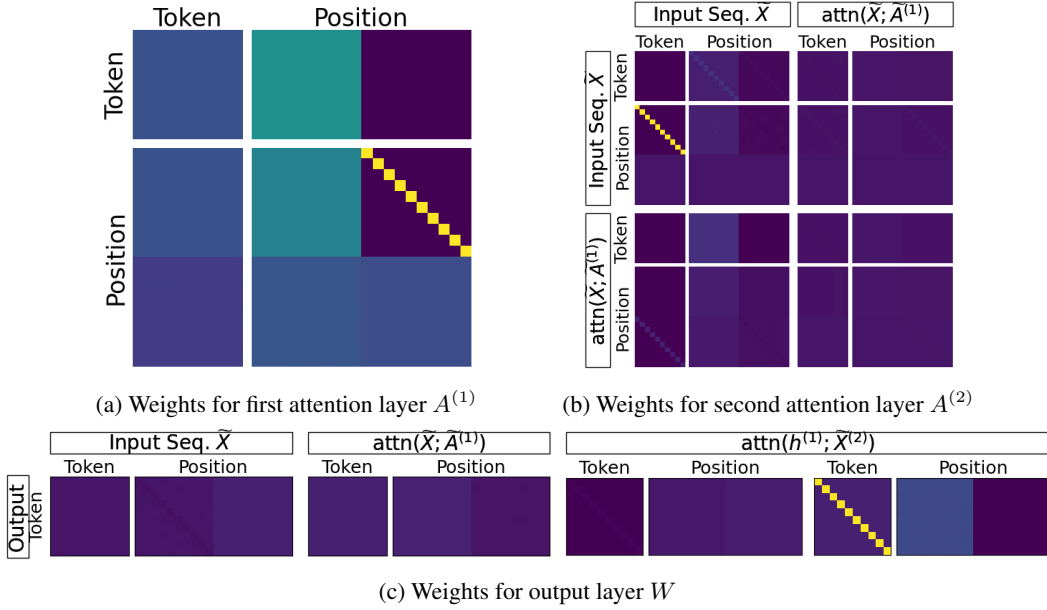 Token Position
Token
Position
(a) Weights for first attention layer A^(1)
Input Seq. X̃ attn(X̃; Ã^(1))
Token Position Token Position
Input Seq. X̃
Token
Position
attn(X̃; Ã^(1))
Token
Position
(b) Weights for second attention layer A^(2)
Input Seq. X̃ attn(X̃; Ã^(1)) attn(h^(1); X̃^(2))
Token Position Token Position Token Position Token Position
Output
Token
(c) Weights for output layer W